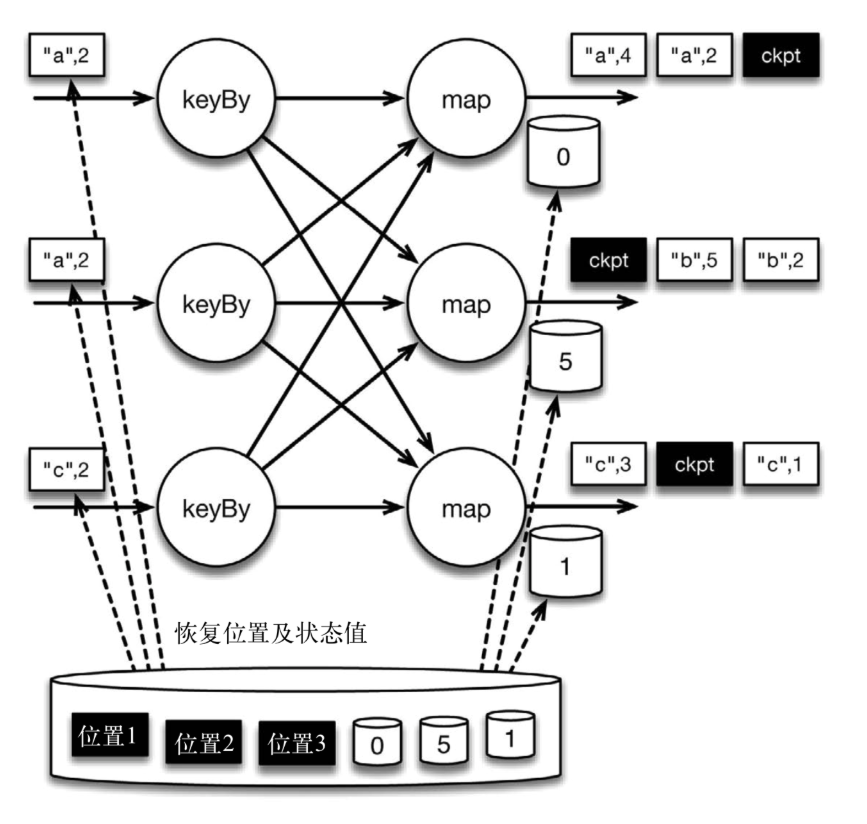 "a",2
keyBy
map
"a",4 "a",2 ckpt
0
"a",2
keyBy
map
ckpt "b",5 "b",2
5
"c",2
keyBy
map
"c",3 ckpt "c",1
1
恢复位置及状态值
位置1 位置2 位置3 0 5 1